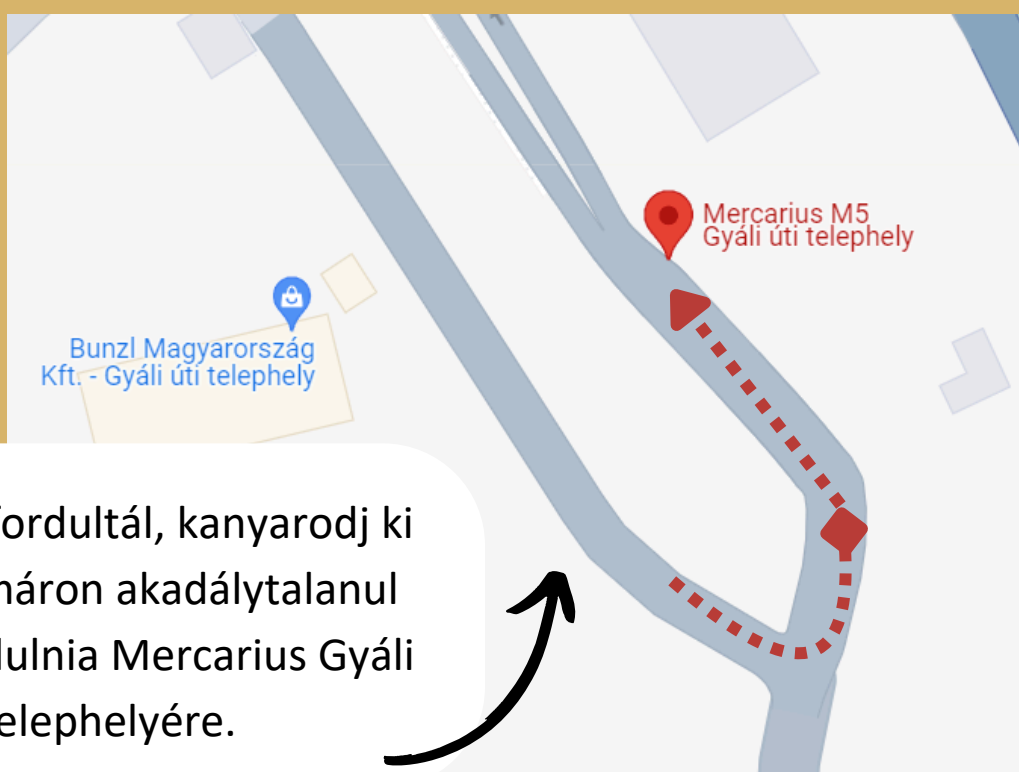 Mercarius M5
Gyáli úti telephely
Bunzl Magyarország
Kft. - Gyáli úti telephely
fordultál, kanyarodj ki
máron akadálytalanul
dulnia Mercarius Gyáli
elephelyére.